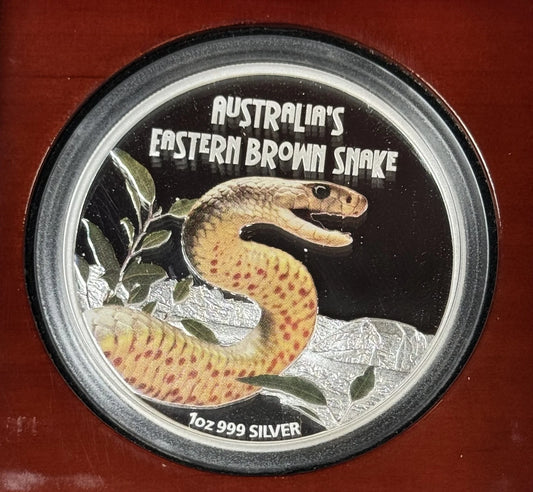 AUSTRALIA'S
EASTERN BROWN SNAKE
1oz 999 SILVER